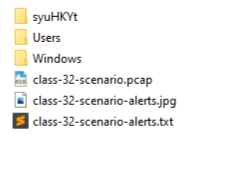 syuHKYt
Users
Windows
class-32-scenario.pcap
class-32-scenario-alerts.jpg
class-32-scenario-alerts.txt